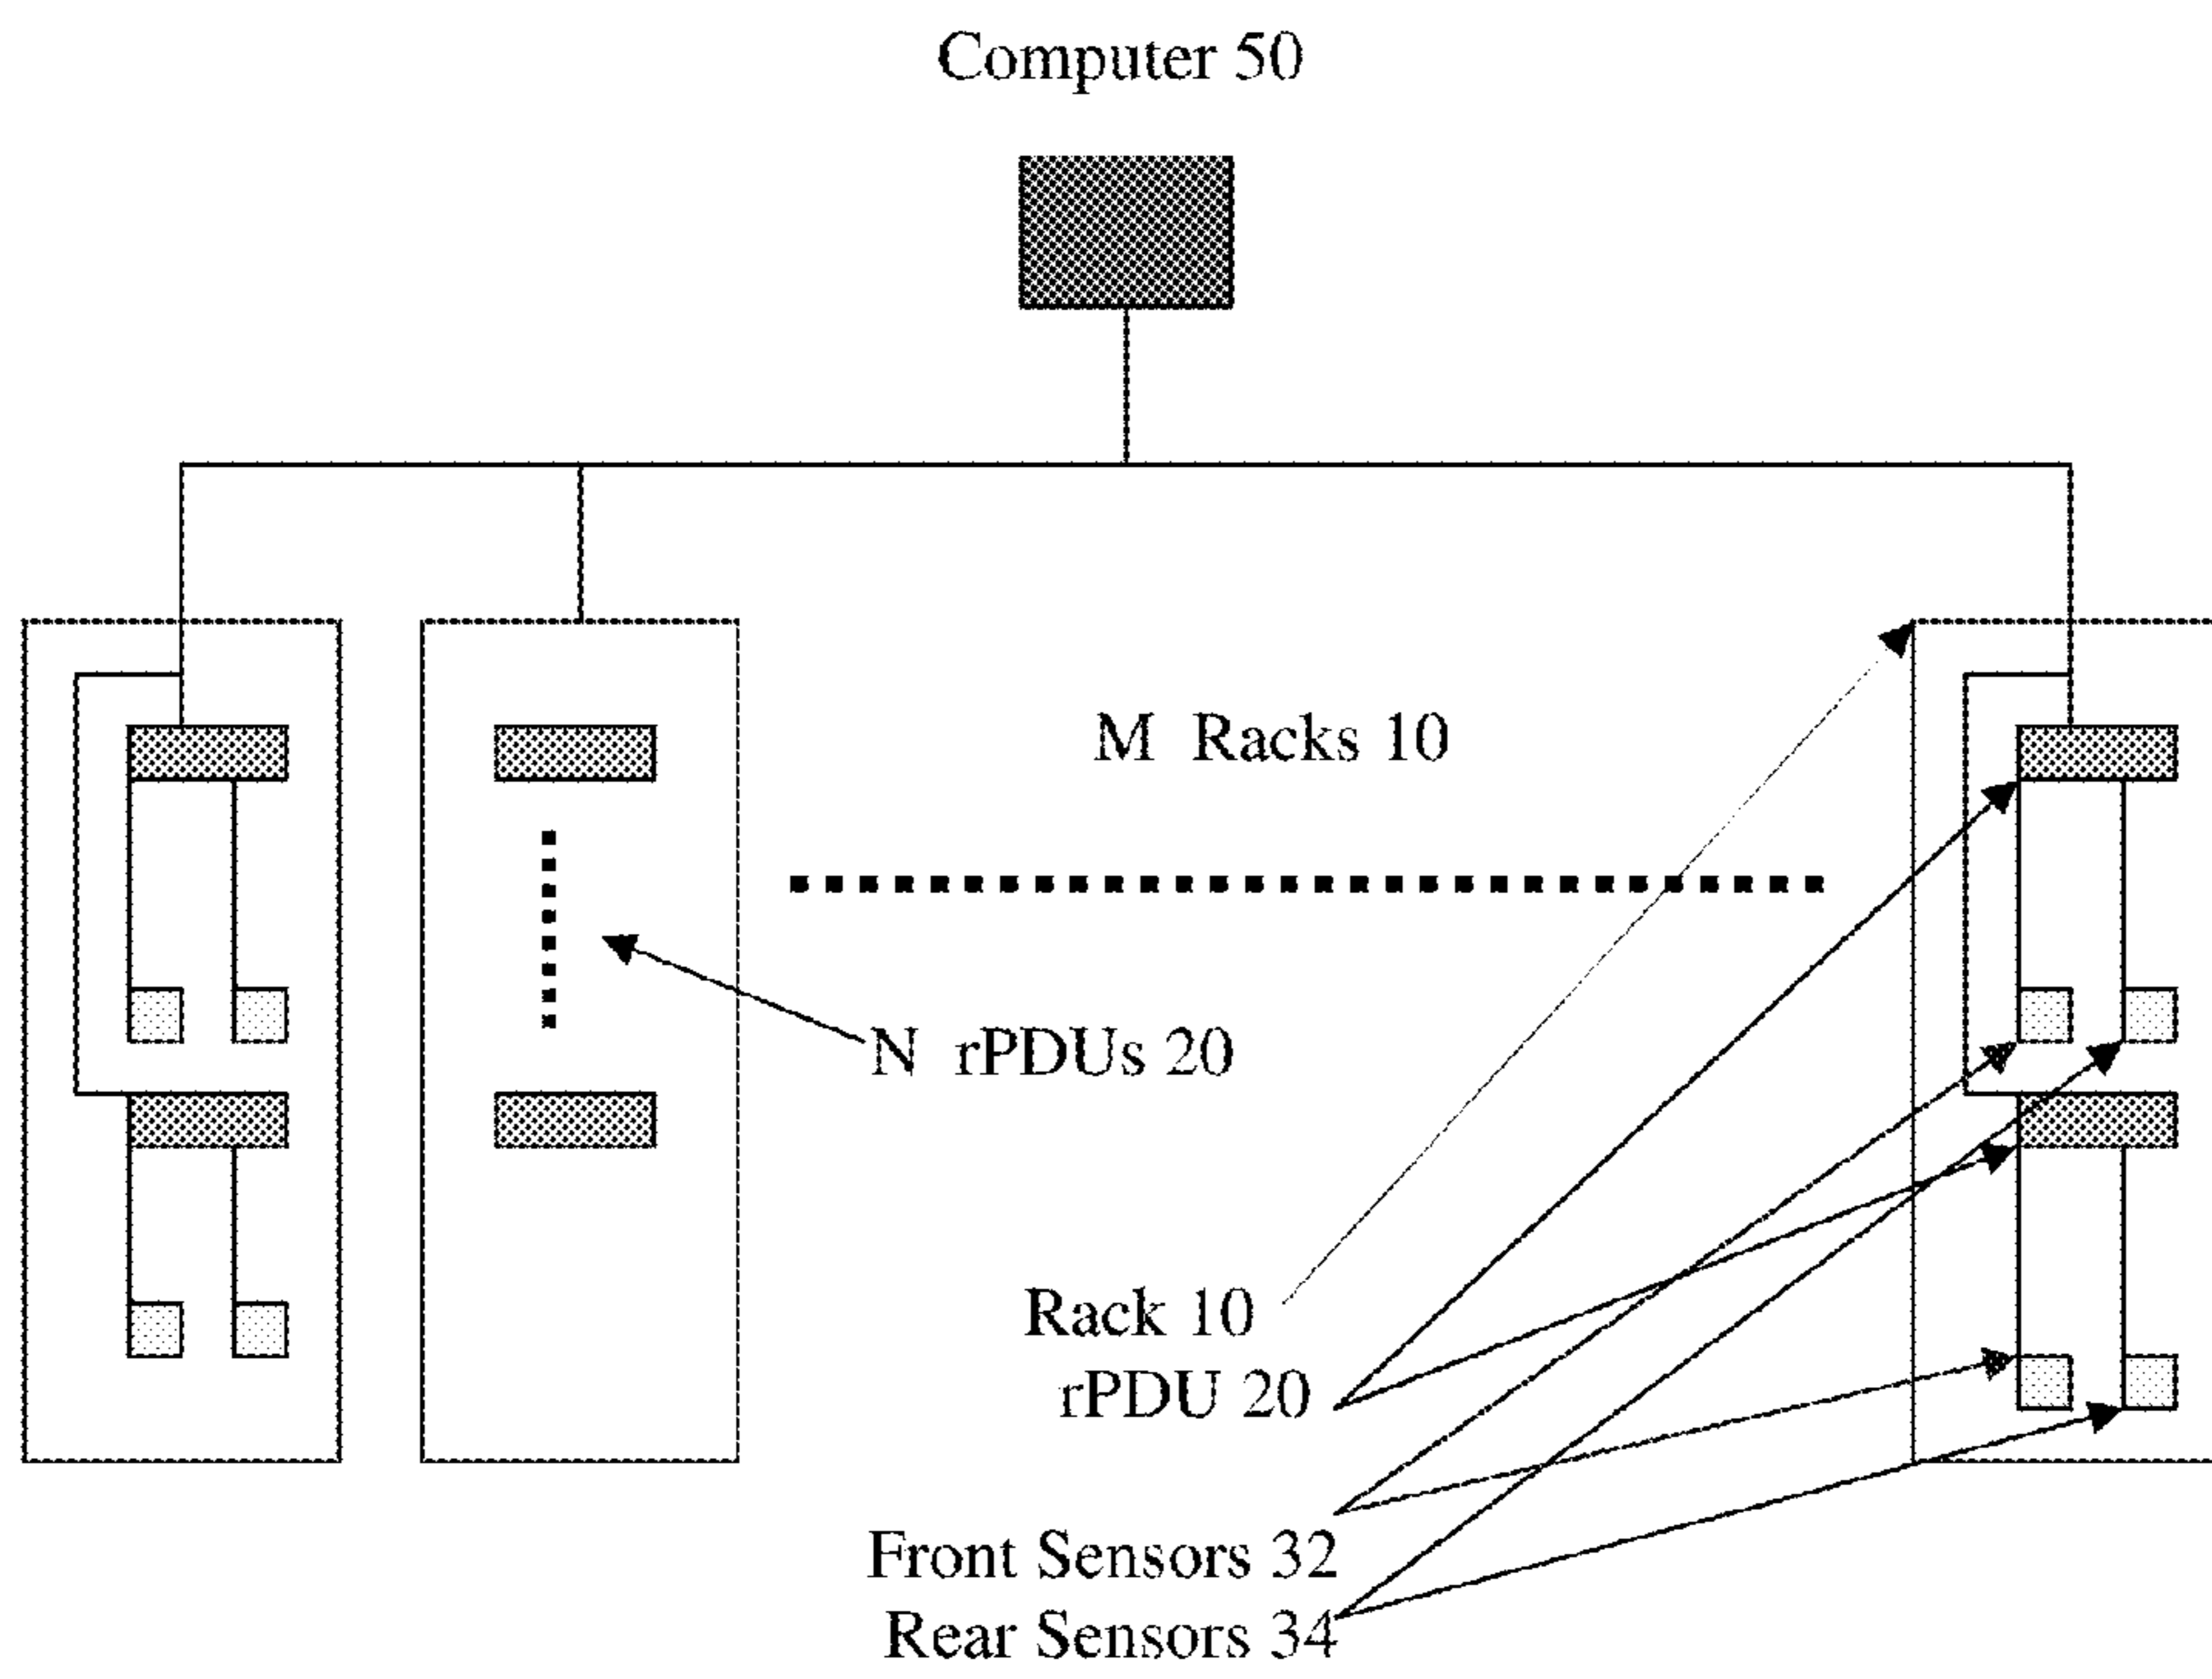 Computer 50
M Racks 10
N rPDUs 20
Rack 10
rPDU 20
Front Sensors 32
Rear Sensors 34